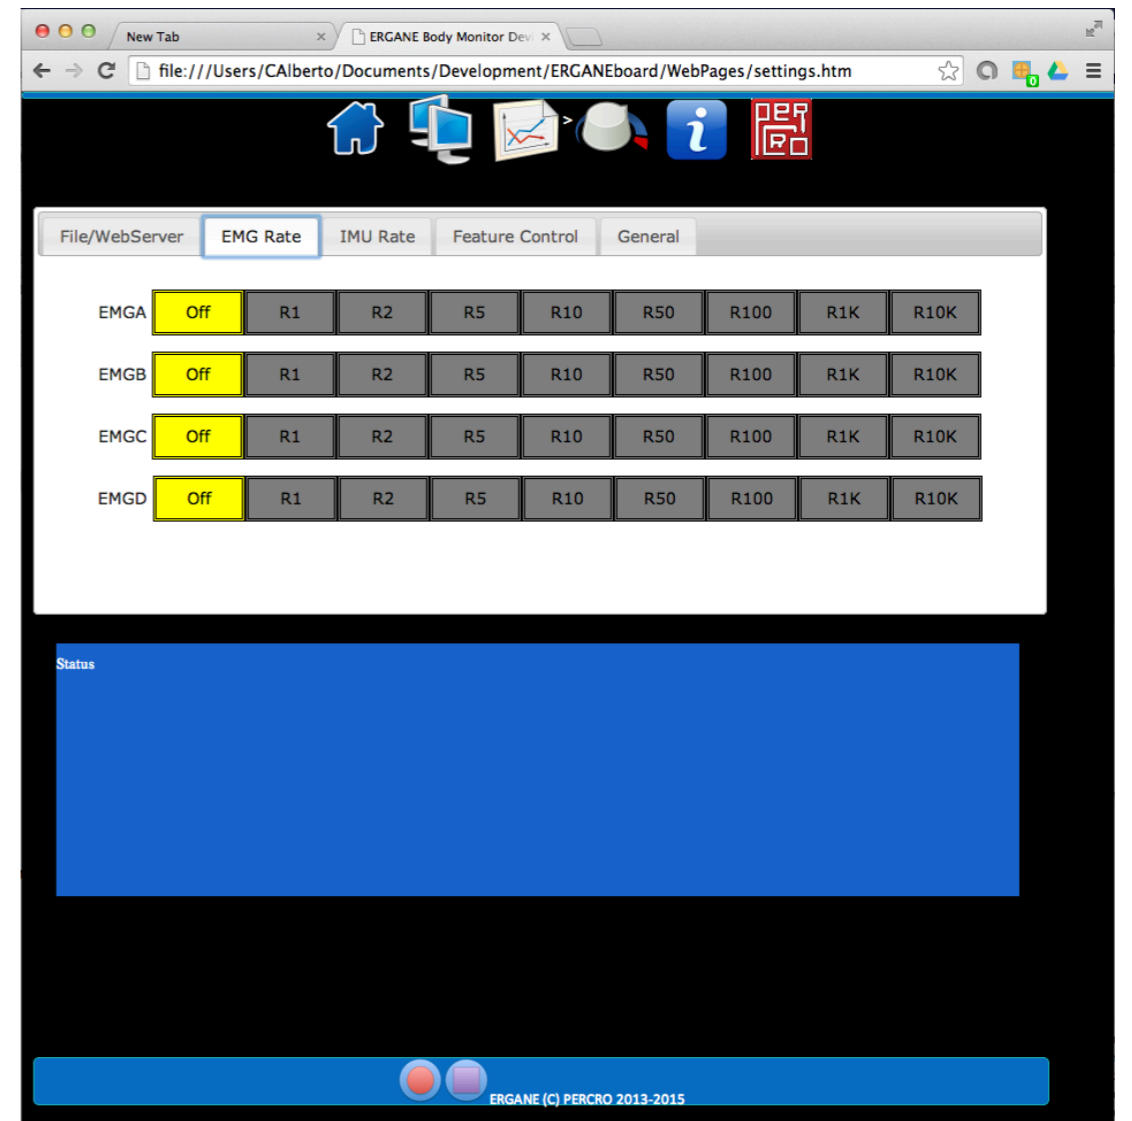 New Tab ERGANE Body Monitor Devi
file:///Users/CAlberto/Documents/Development/ERGANEboard/WebPages/settings.htm
0
> i PERCRO
File/WebServer EMG Rate IMU Rate Feature Control General
EMGA Off R1 R2 R5 R10 R50 R100 R1K R10K
EMGB Off R1 R2 R5 R10 R50 R100 R1K R10K
EMGC Off R1 R2 R5 R10 R50 R100 R1K R10K
EMGD Off R1 R2 R5 R10 R50 R100 R1K R10K
Status
ERGANE (C) PERCRO 2013-2015